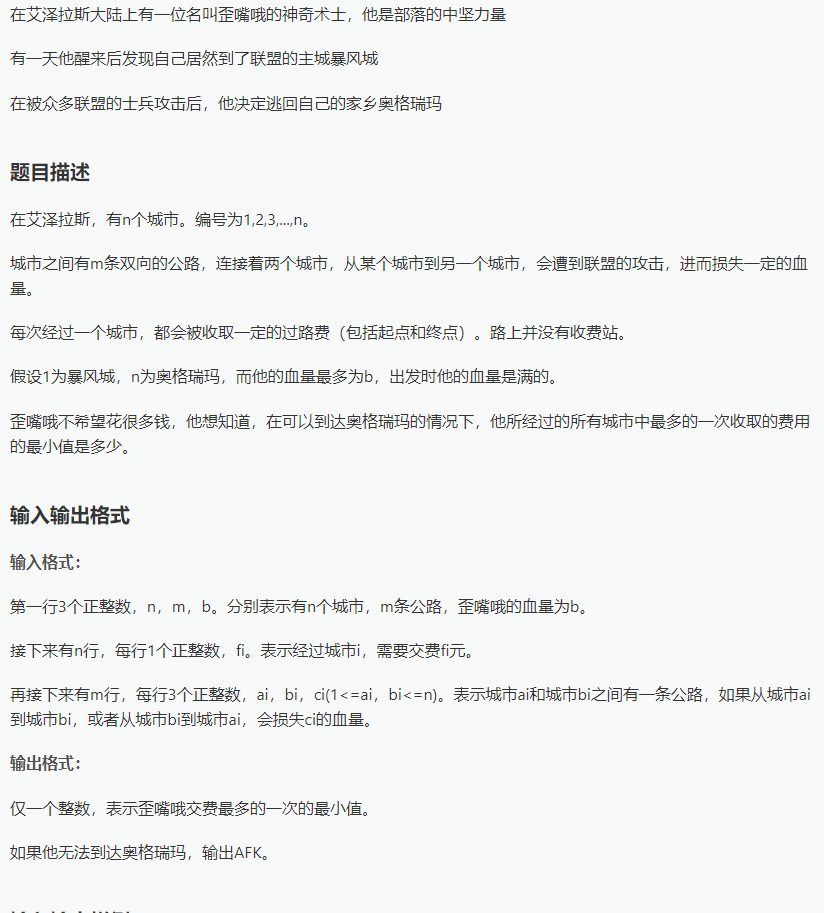 在艾泽拉斯大陆上有一位名叫歪嘴哦的神奇术士，他是部落的中坚力量
有一天他醒来后发现自己居然到了联盟的主城暴风城
在被众多联盟的士兵攻击后，他决定逃回自己的家乡奥格瑞玛
题目描述
在艾泽拉斯，有n个城市。编号为1,2,3,...,n。
城市之间有m条双向的公路，连接着两个城市，从某个城市到另一个城市，会遭到联盟的攻击，进而损失一定的血
量。
每次经过一个城市，都会被收取一定的过路费（包括起点和终点）。路上并没有收费站。
假设1为暴风城，n为奥格瑞玛，而他的血量最多为b，出发时他的血量是满的。
歪嘴哦不希望花很多钱，他想知道，在可以到达奥格瑞玛的情况下，他所经过的所有城市中最多的一次收取的费用
的最小值是多少。
输入输出格式
输入格式：
第一行3个正整数，n，m，b。分别表示有n个城市，m条公路，歪嘴哦的血量为b。
接下来有n行，每行1个正整数，fi。表示经过城市i，需要交费fi元。
再接下来有m行，每行3个正整数，ai，bi，ci(1<=ai，bi<=n)。表示城市ai和城市bi之间有一条公路，如果从城市ai
到城市bi，或者从城市bi到城市ai，会损失ci的血量。
输出格式：
仅一个整数，表示歪嘴哦交费最多的一次的最小值。
如果他无法到达奥格瑞玛，输出AFK。